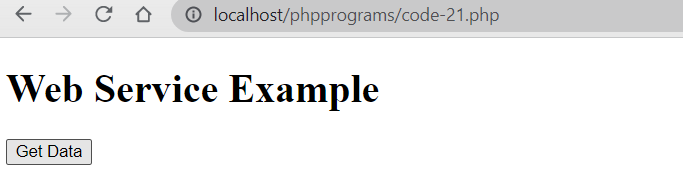 localhost/phpprograms/code-21.php
Web Service Example
Get Data